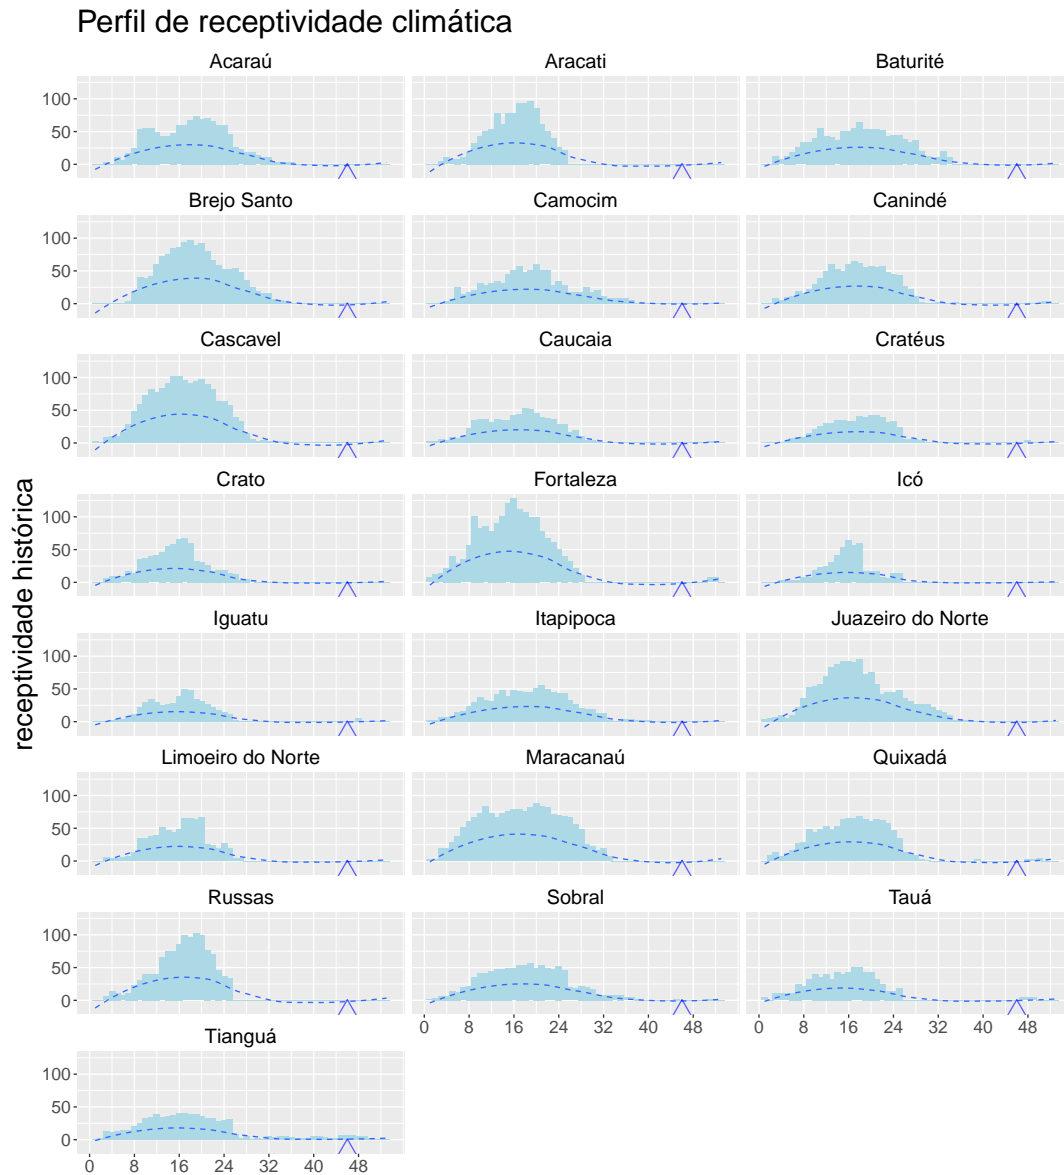 Perfil de receptividade climática
Acaraú Aracati Baturité
100
50
0
Brejo Santo Camocim Canindé
100
50
0
Cascavel Caucaia Cratéus
100
50
0
Crato Fortaleza Icó
100
50
0
receptividade histórica
Iguatu Itapipoca Juazeiro do Norte
100
50
0
Limoeiro do Norte Maracanaú Quixadá
100
50
0
Russas Sobral Tauá
100
50
0
0 8 16 24 32 40 48 0 8 16 24 32 40 48
Tianguá
100
50
0
0 8 16 24 32 40 48